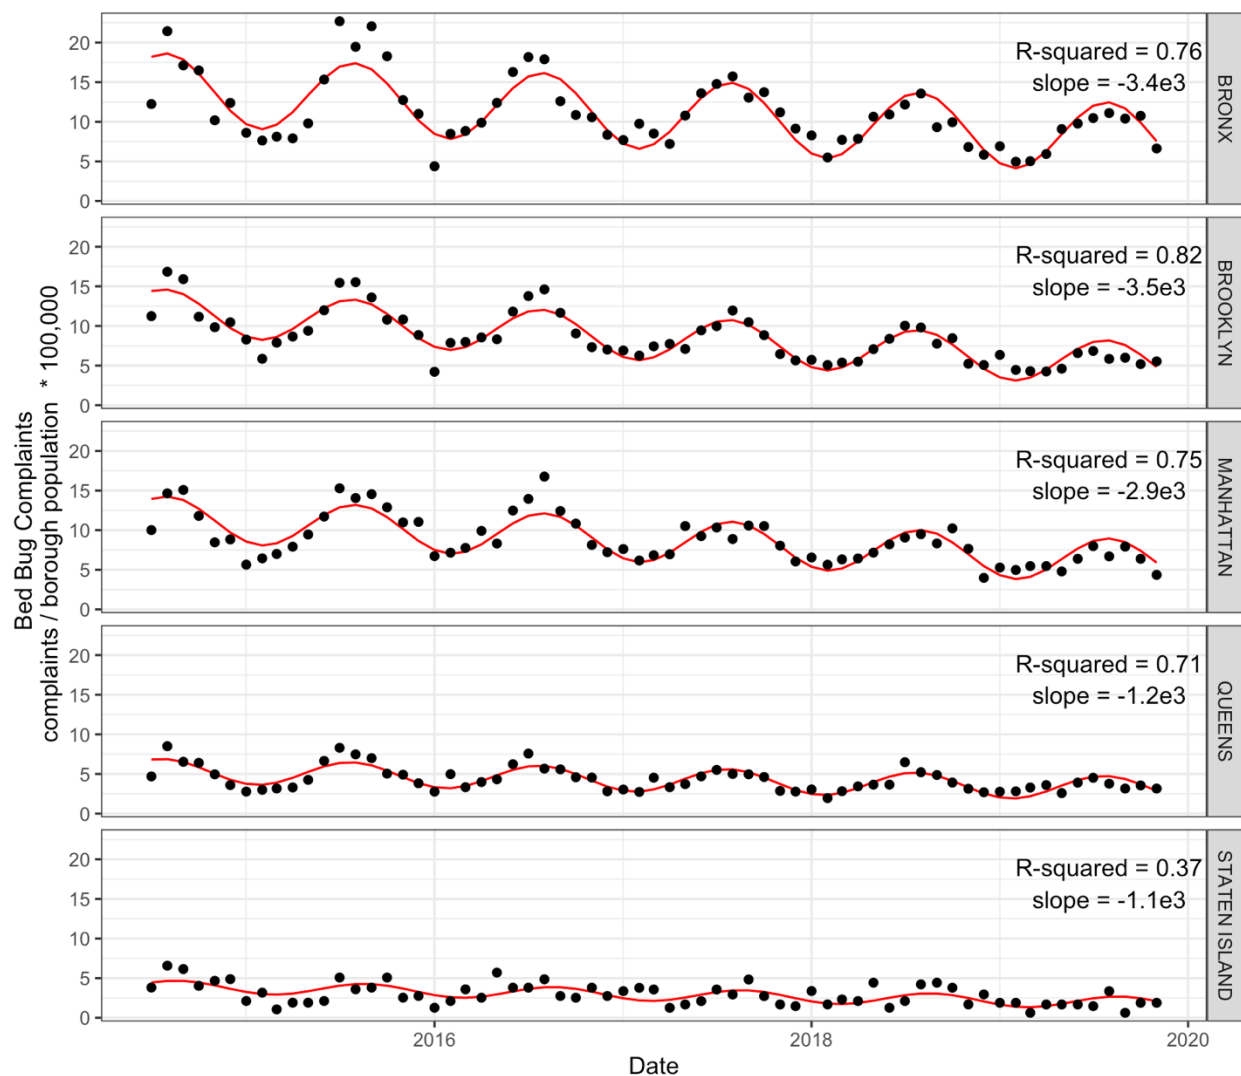 Bed Bug Complaints
complaints / borough population * 100,000
20
15
10
5
0
R-squared = 0.76
slope = -3.4e3
BRONX
20
15
10
5
0
R-squared = 0.82
slope = -3.5e3
BROOKLYN
20
15
10
5
0
R-squared = 0.75
slope = -2.9e3
MANHATTAN
20
15
10
5
0
R-squared = 0.71
slope = -1.2e3
QUEENS
20
15
10
5
0
R-squared = 0.37
slope = -1.1e3
STATEN ISLAND
2016
2018
2020
Date